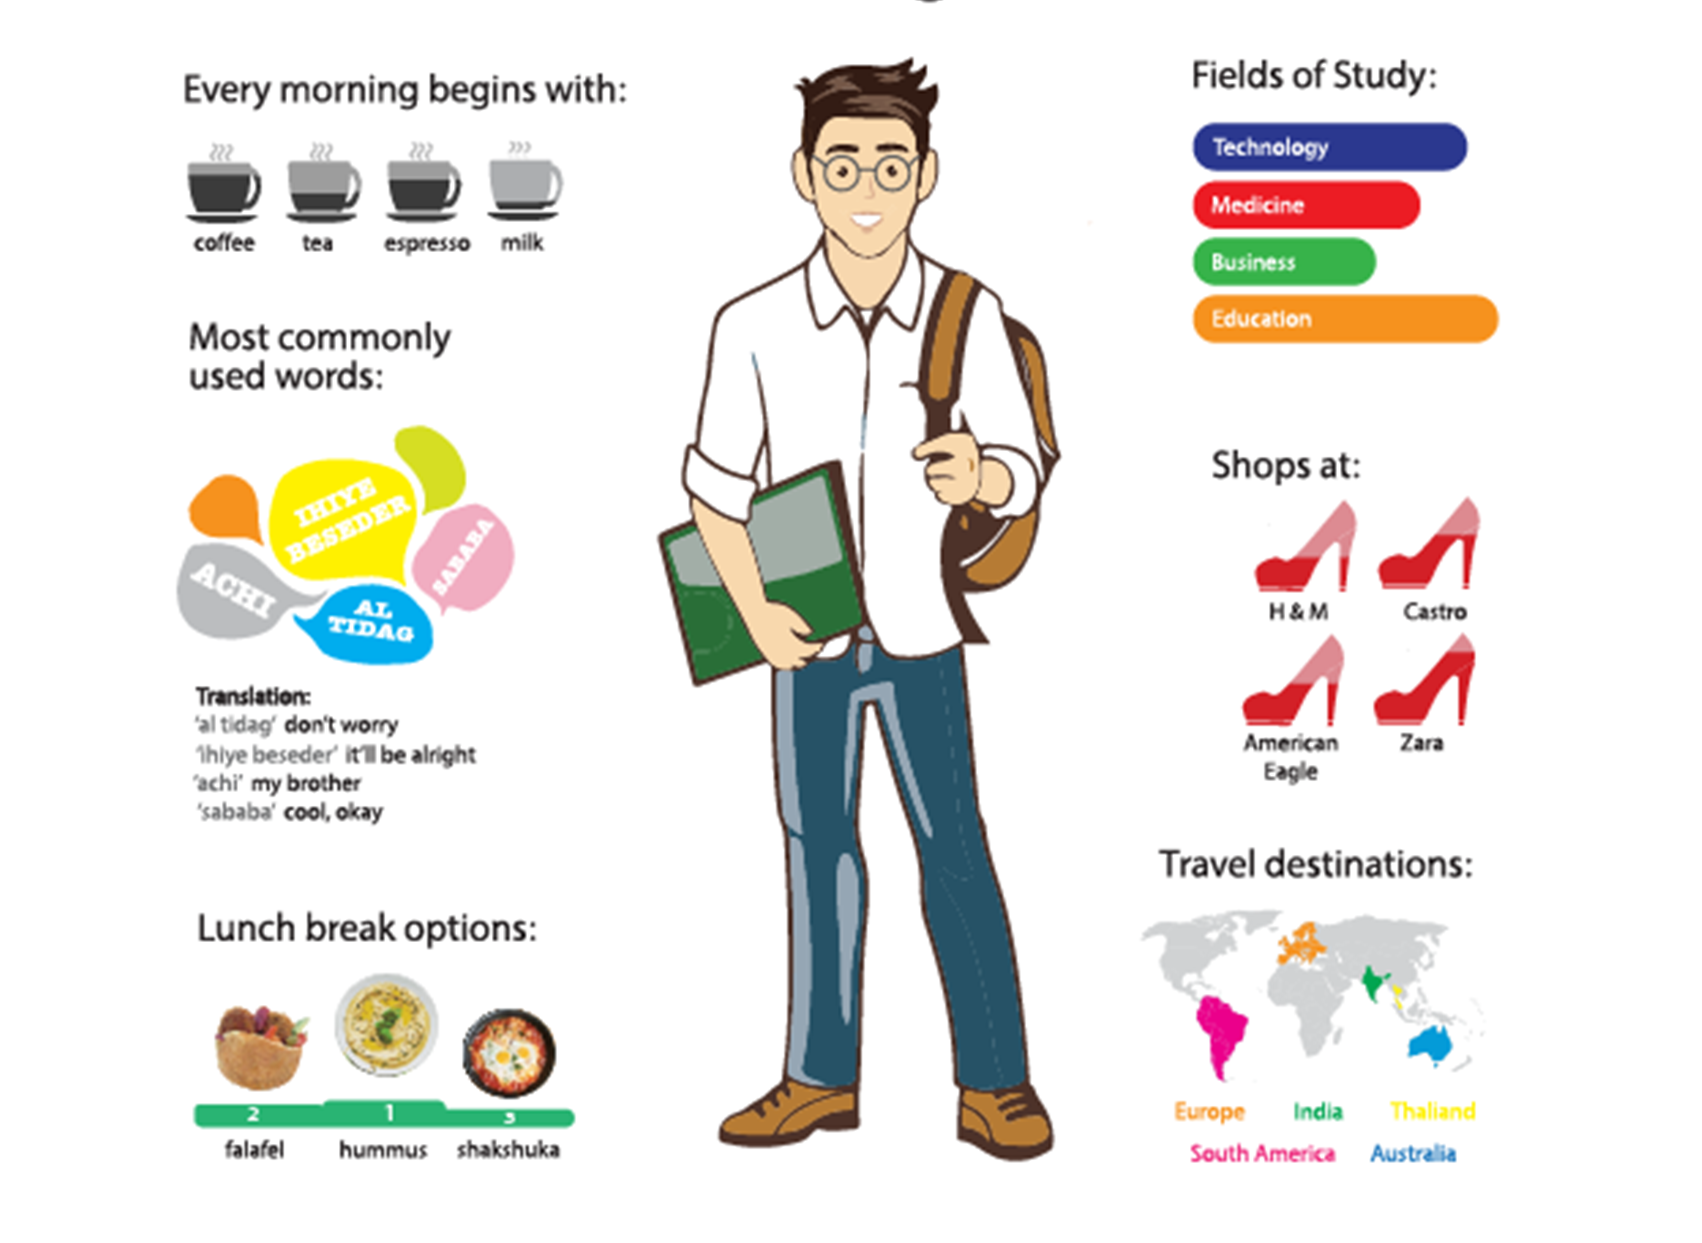 Every morning begins with:
coffee tea espresso milk
Most commonly
used words:
IHIYE
BESEDER
SABABA
ACHI
AL
TIDAG
Translation:
'al tidag' don't worry
'ihiye beseder' it'll be alright
'achi' my brother
'sababa' cool, okay
Lunch break options:
2 1 3
falafel hummus shakshuka
Fields of Study:
Technology
Medicine
Business
Education
Shops at:
H & M Castro
American Zara
Eagle
Travel destinations:
Europe India Thaliand
South America Australia